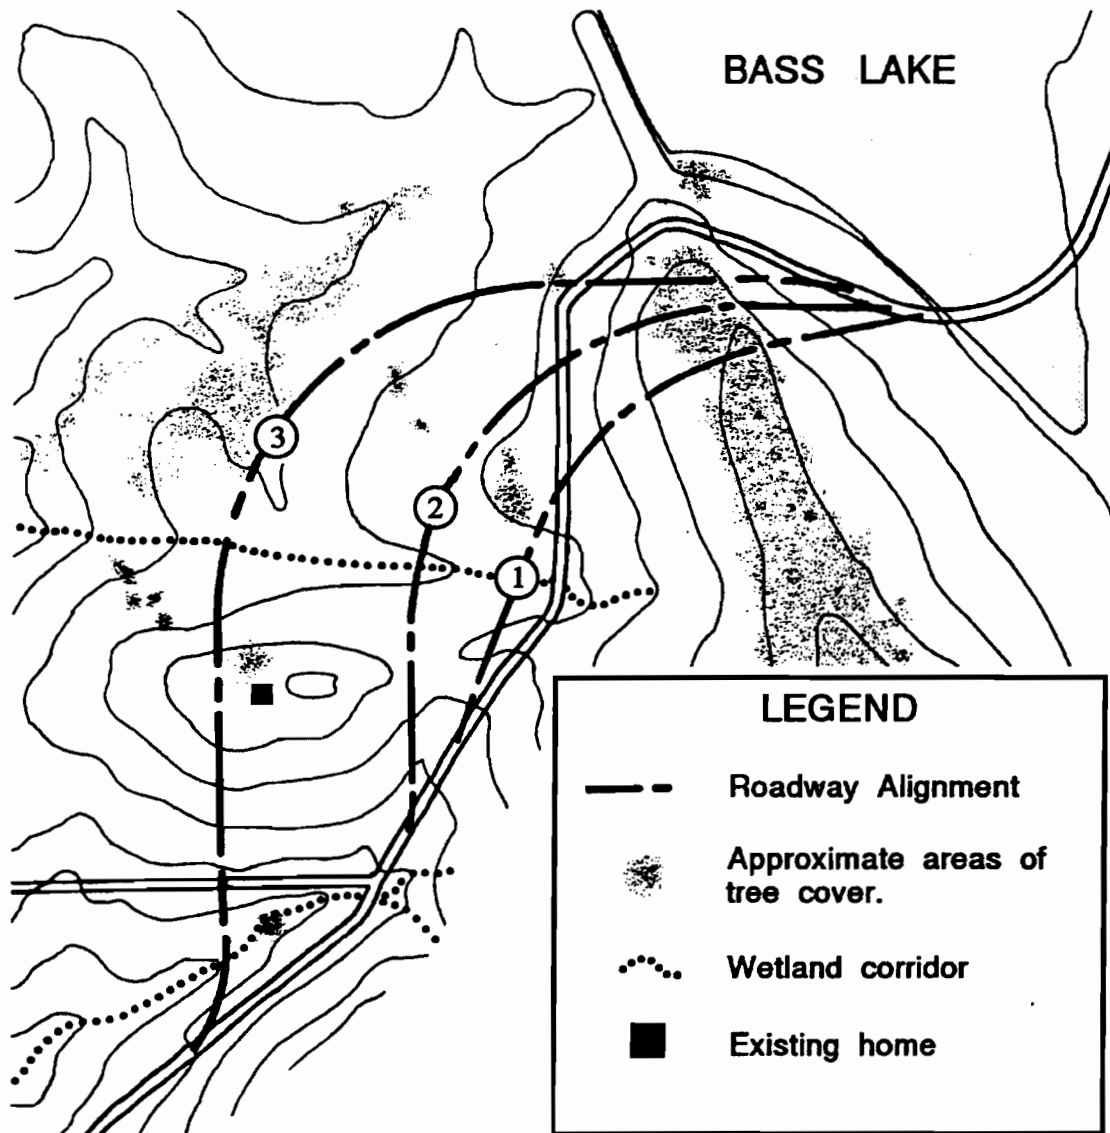 BASS LAKE
3
2
1
LEGEND
Roadway Alignment
Approximate areas of
tree cover.
Wetland corridor
Existing home